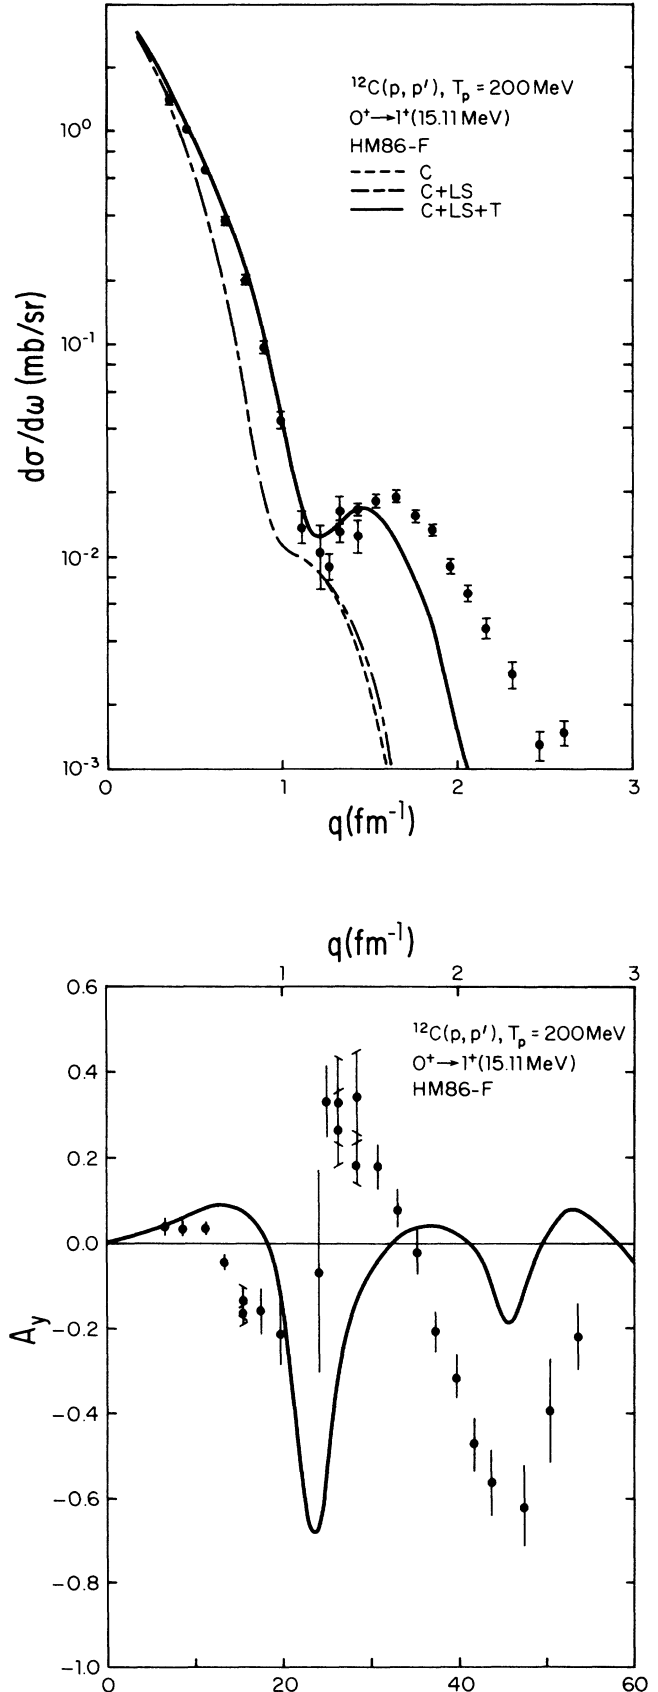 ¹²C(p, p′), Tₚ = 200 MeV
O⁺→1⁺(15.11 MeV)
HM86-F
C
C+LS
C+LS+T
10⁰
10⁻¹
10⁻²
10⁻³
dσ/dω (mb/sr)
0 1 2 3
q(fm⁻¹)
q(fm⁻¹)
1 2 3
¹²C(p, p′), Tₚ = 200 MeV
O⁺→1⁺(15.11 MeV)
HM86-F
0.6
0.4
0.2
0.0
−0.2
−0.4
−0.6
−0.8
−1.0
A_y
0 20 40 60